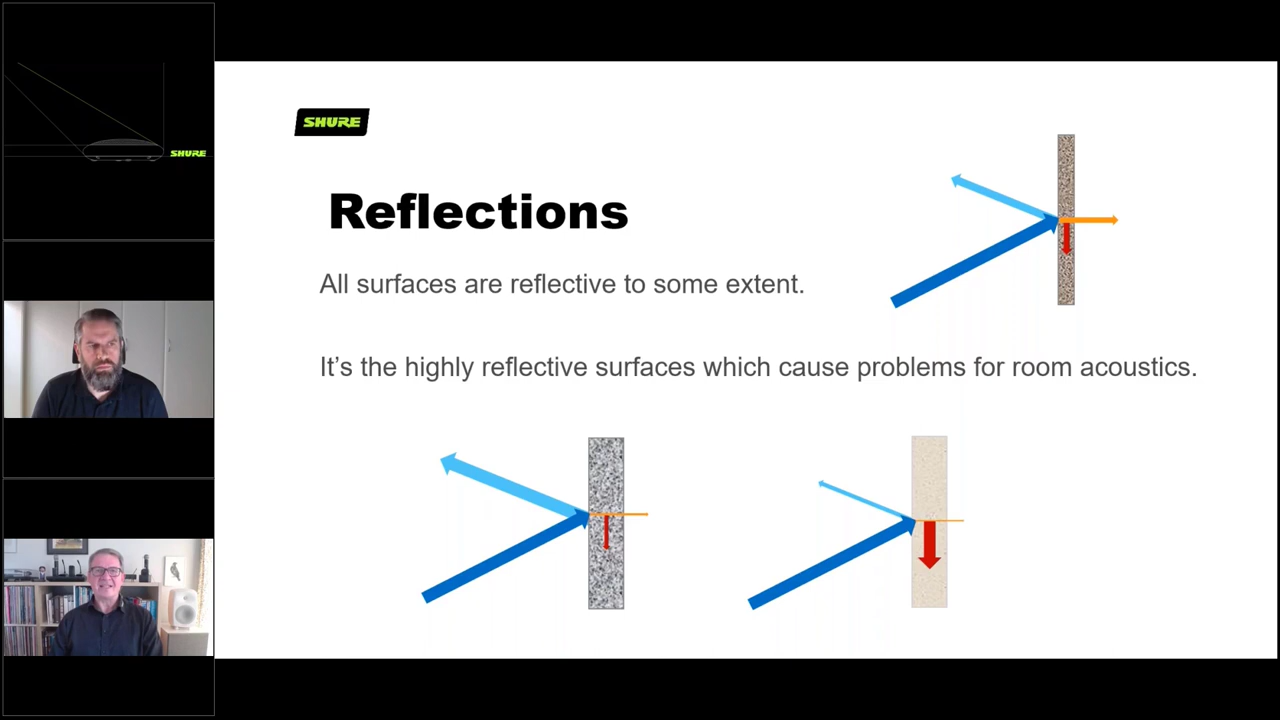 SHURE
SHURE
Reflections
All surfaces are reflective to some extent.
It’s the highly reflective surfaces which cause problems for room acoustics.